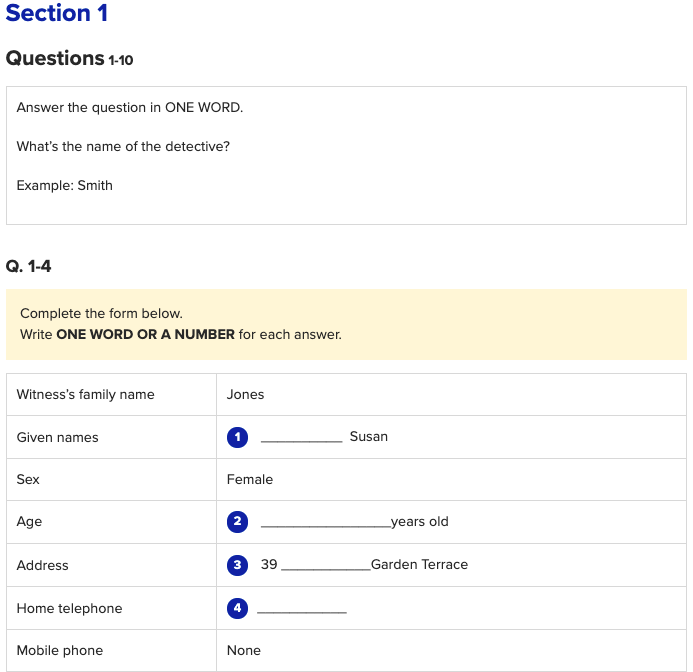 Section 1
Questions 1-10
Answer the question in ONE WORD.
What's the name of the detective?
Example: Smith
Q. 1-4
Complete the form below.
Write ONE WORD OR A NUMBER for each answer.
Witness's family name Jones
Given names 1 ___________ Susan
Sex Female
Age 2 _________________years old
Address 3 39 ____________Garden Terrace
Home telephone 4 ____________
Mobile phone None